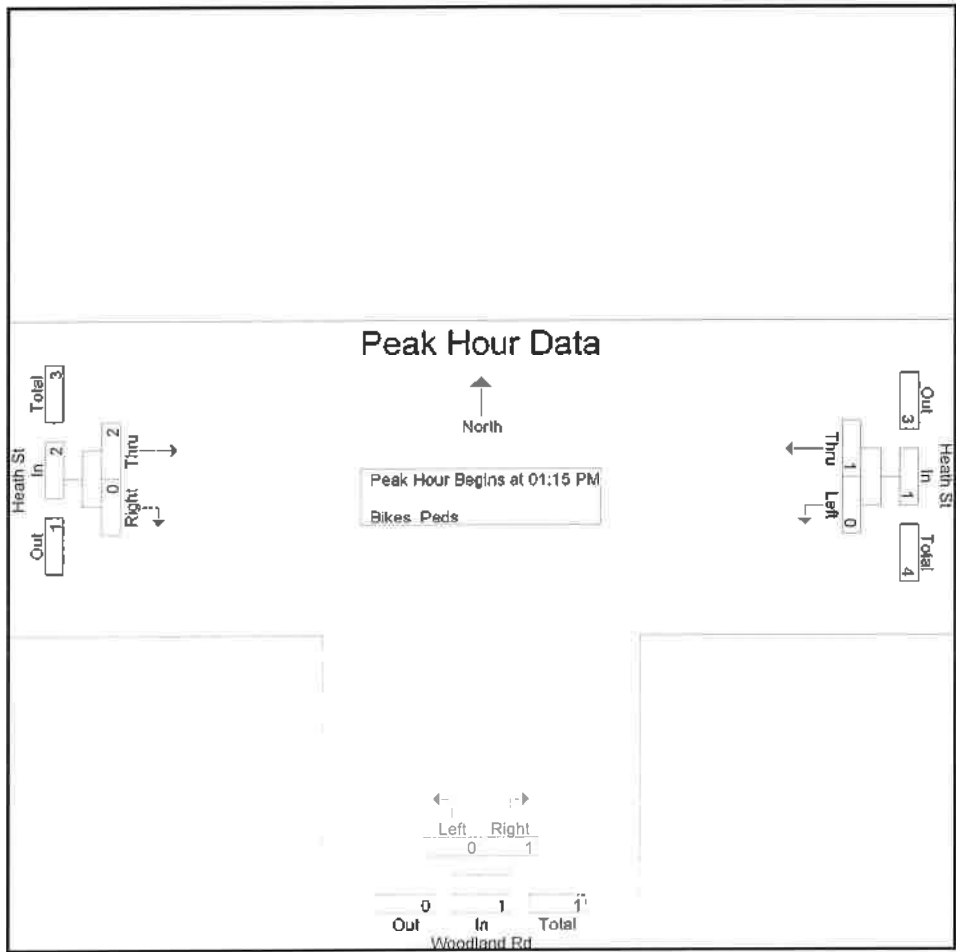 Peak Hour Data
North
Peak Hour Begins at 01:15 PM
Bikes Peds
Heath St
Out 1
In 2
Total 3
Right 0
Thru 2
Heath St
Out 3
In 1
Total 4
Thru 1
Left 0
Left Right
0 1
0 1 1
Out In Total
Woodland Rd